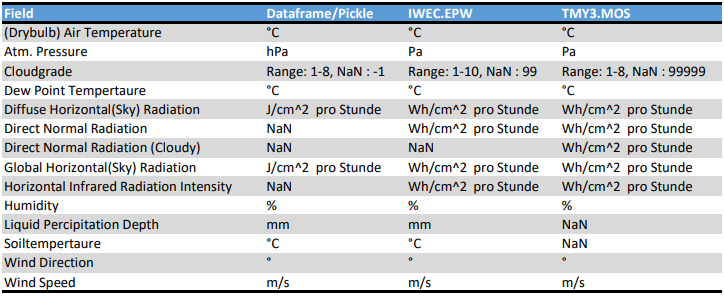 Field Dataframe/Pickle IWEC.EPW TMY3.MOS
(Drybulb) Air Temperature °C °C °C
Atm. Pressure hPa Pa Pa
Cloudgrade Range: 1-8, NaN : -1 Range: 1-10, NaN : 99 Range: 1-8, NaN : 99999
Dew Point Tempertaure °C °C °C
Diffuse Horizontal(Sky) Radiation J/cm^2 pro Stunde Wh/cm^2 pro Stunde Wh/cm^2 pro Stunde
Direct Normal Radiation NaN Wh/cm^2 pro Stunde Wh/cm^2 pro Stunde
Direct Normal Radiation (Cloudy) NaN NaN Wh/cm^2 pro Stunde
Global Horizontal(Sky) Radiation J/cm^2 pro Stunde Wh/cm^2 pro Stunde Wh/cm^2 pro Stunde
Horizontal Infrared Radiation Intensity NaN Wh/cm^2 pro Stunde Wh/cm^2 pro Stunde
Humidity % % %
Liquid Percipitation Depth mm mm NaN
Soiltempertaure °C °C NaN
Wind Direction ° ° °
Wind Speed m/s m/s m/s